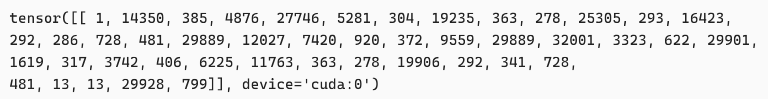 tensor([[ 1, 14350, 385, 4876, 27746, 5281, 304, 19235, 363, 278, 25305, 293, 16423,
292, 286, 728, 481, 29889, 12027, 7420, 920, 372, 9559, 29889, 32001, 3323, 622, 29901,
1619, 317, 3742, 406, 6225, 11763, 363, 278, 19906, 292, 341, 728,
481, 13, 13, 29928, 799]], device='cuda:0')